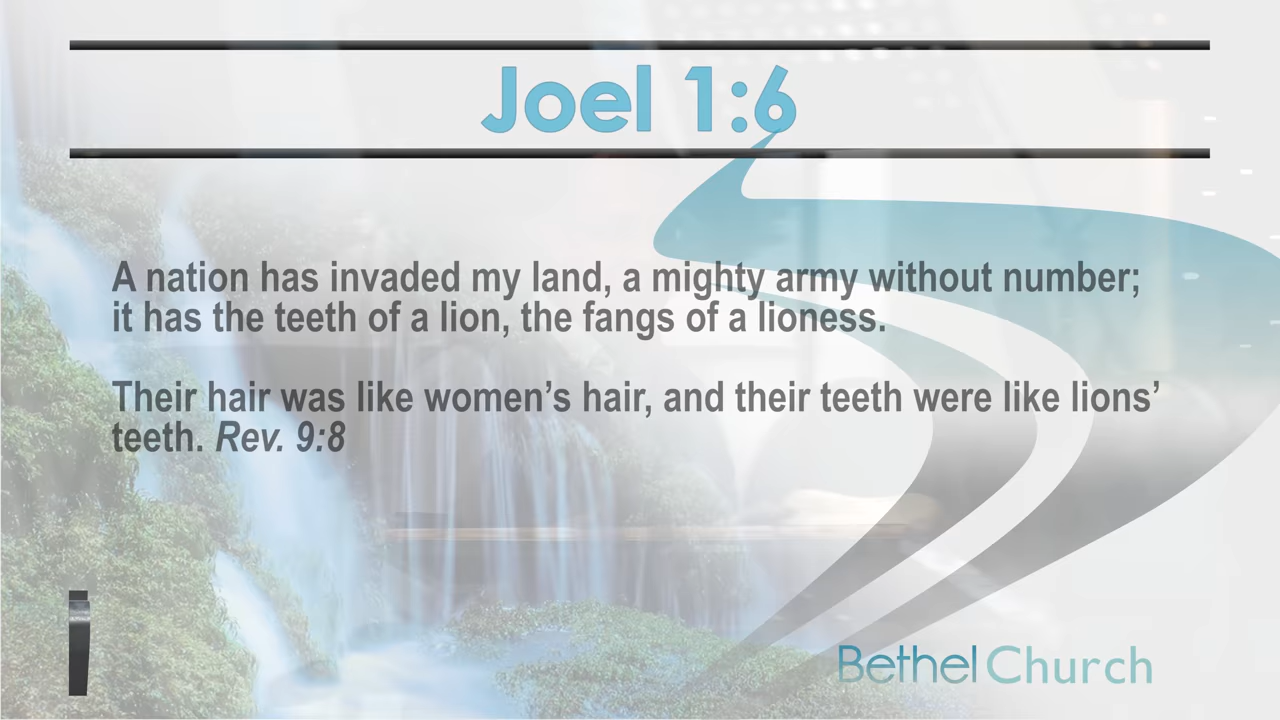 Joel 1:6
A nation has invaded my land, a mighty army without number;
it has the teeth of a lion, the fangs of a lioness.
Their hair was like women’s hair, and their teeth were like lions’
teeth. Rev. 9:8
Bethel Church